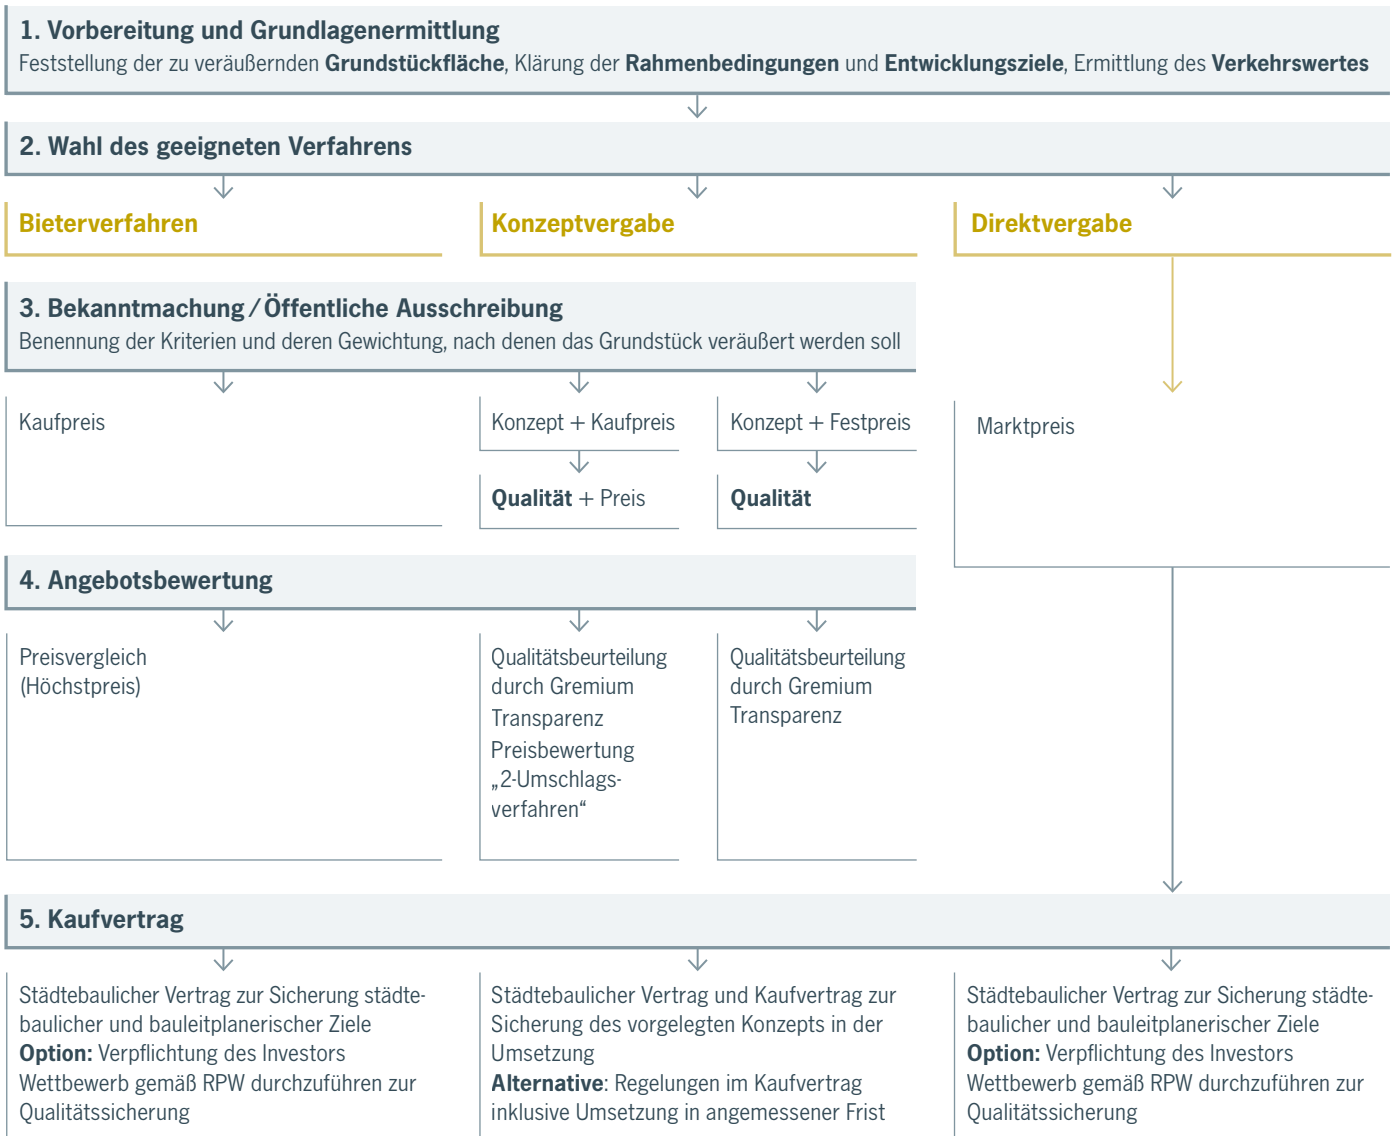 1. Vorbereitung und Grundlagenermittlung
Feststellung der zu veräußernden Grundstückfläche, Klärung der Rahmenbedingungen und Entwicklungsziele, Ermittlung des Verkehrswertes
2. Wahl des geeigneten Verfahrens
Bieterverfahren
Konzeptvergabe
Direktvergabe
3. Bekanntmachung / Öffentliche Ausschreibung
Benennung der Kriterien und deren Gewichtung, nach denen das Grundstück veräußert werden soll
Kaufpreis
Konzept + Kaufpreis
Qualität + Preis
Konzept + Festpreis
Qualität
Marktpreis
4. Angebotsbewertung
Preisvergleich
(Höchstpreis)
Qualitätsbeurteilung
durch Gremium
Transparenz
Preisbewertung
„2-Umschlags-
verfahren“
Qualitätsbeurteilung
durch Gremium
Transparenz
5. Kaufvertrag
Städtebaulicher Vertrag zur Sicherung städte-
baulicher und bauleitplanerischer Ziele
Option: Verpflichtung des Investors
Wettbewerb gemäß RPW durchzuführen zur
Qualitätssicherung
Städtebaulicher Vertrag und Kaufvertrag zur
Sicherung des vorgelegten Konzepts in der
Umsetzung
Alternative: Regelungen im Kaufvertrag
inklusive Umsetzung in angemessener Frist
Städtebaulicher Vertrag zur Sicherung städte-
baulicher und bauleitplanerischer Ziele
Option: Verpflichtung des Investors
Wettbewerb gemäß RPW durchzuführen zur
Qualitätssicherung